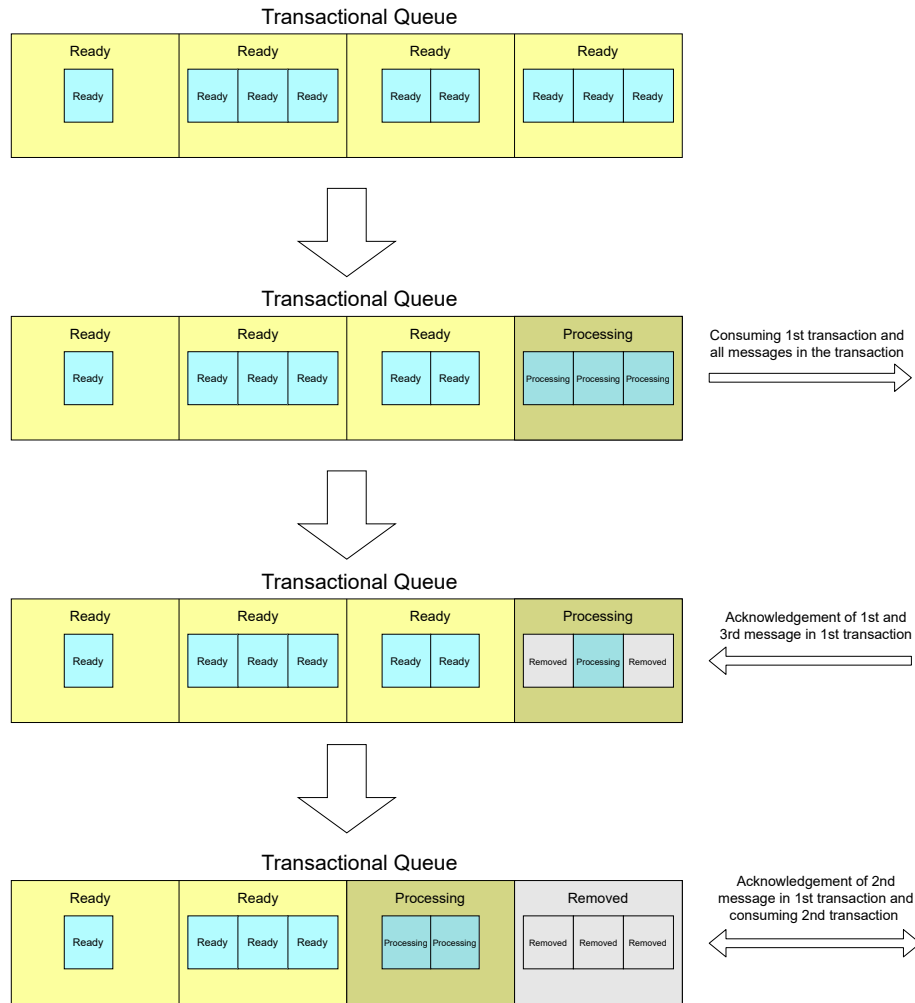 Transactional Queue
Ready Ready Ready Ready
Ready Ready Ready Ready Ready Ready Ready Ready Ready
Transactional Queue
Ready Ready Ready Processing
Consuming 1st transaction and
all messages in the transaction
Ready Ready Ready Ready Ready Ready Processing Processing Processing
Transactional Queue
Ready Ready Ready Processing
Acknowledgement of 1st and
3rd message in 1st transaction
Ready Ready Ready Ready Ready Ready Removed Processing Removed
Transactional Queue
Ready Ready Processing Removed
Acknowledgement of 2nd
message in 1st transaction and
consuming 2nd transaction
Ready Ready Ready Ready Processing Processing Removed Removed Removed